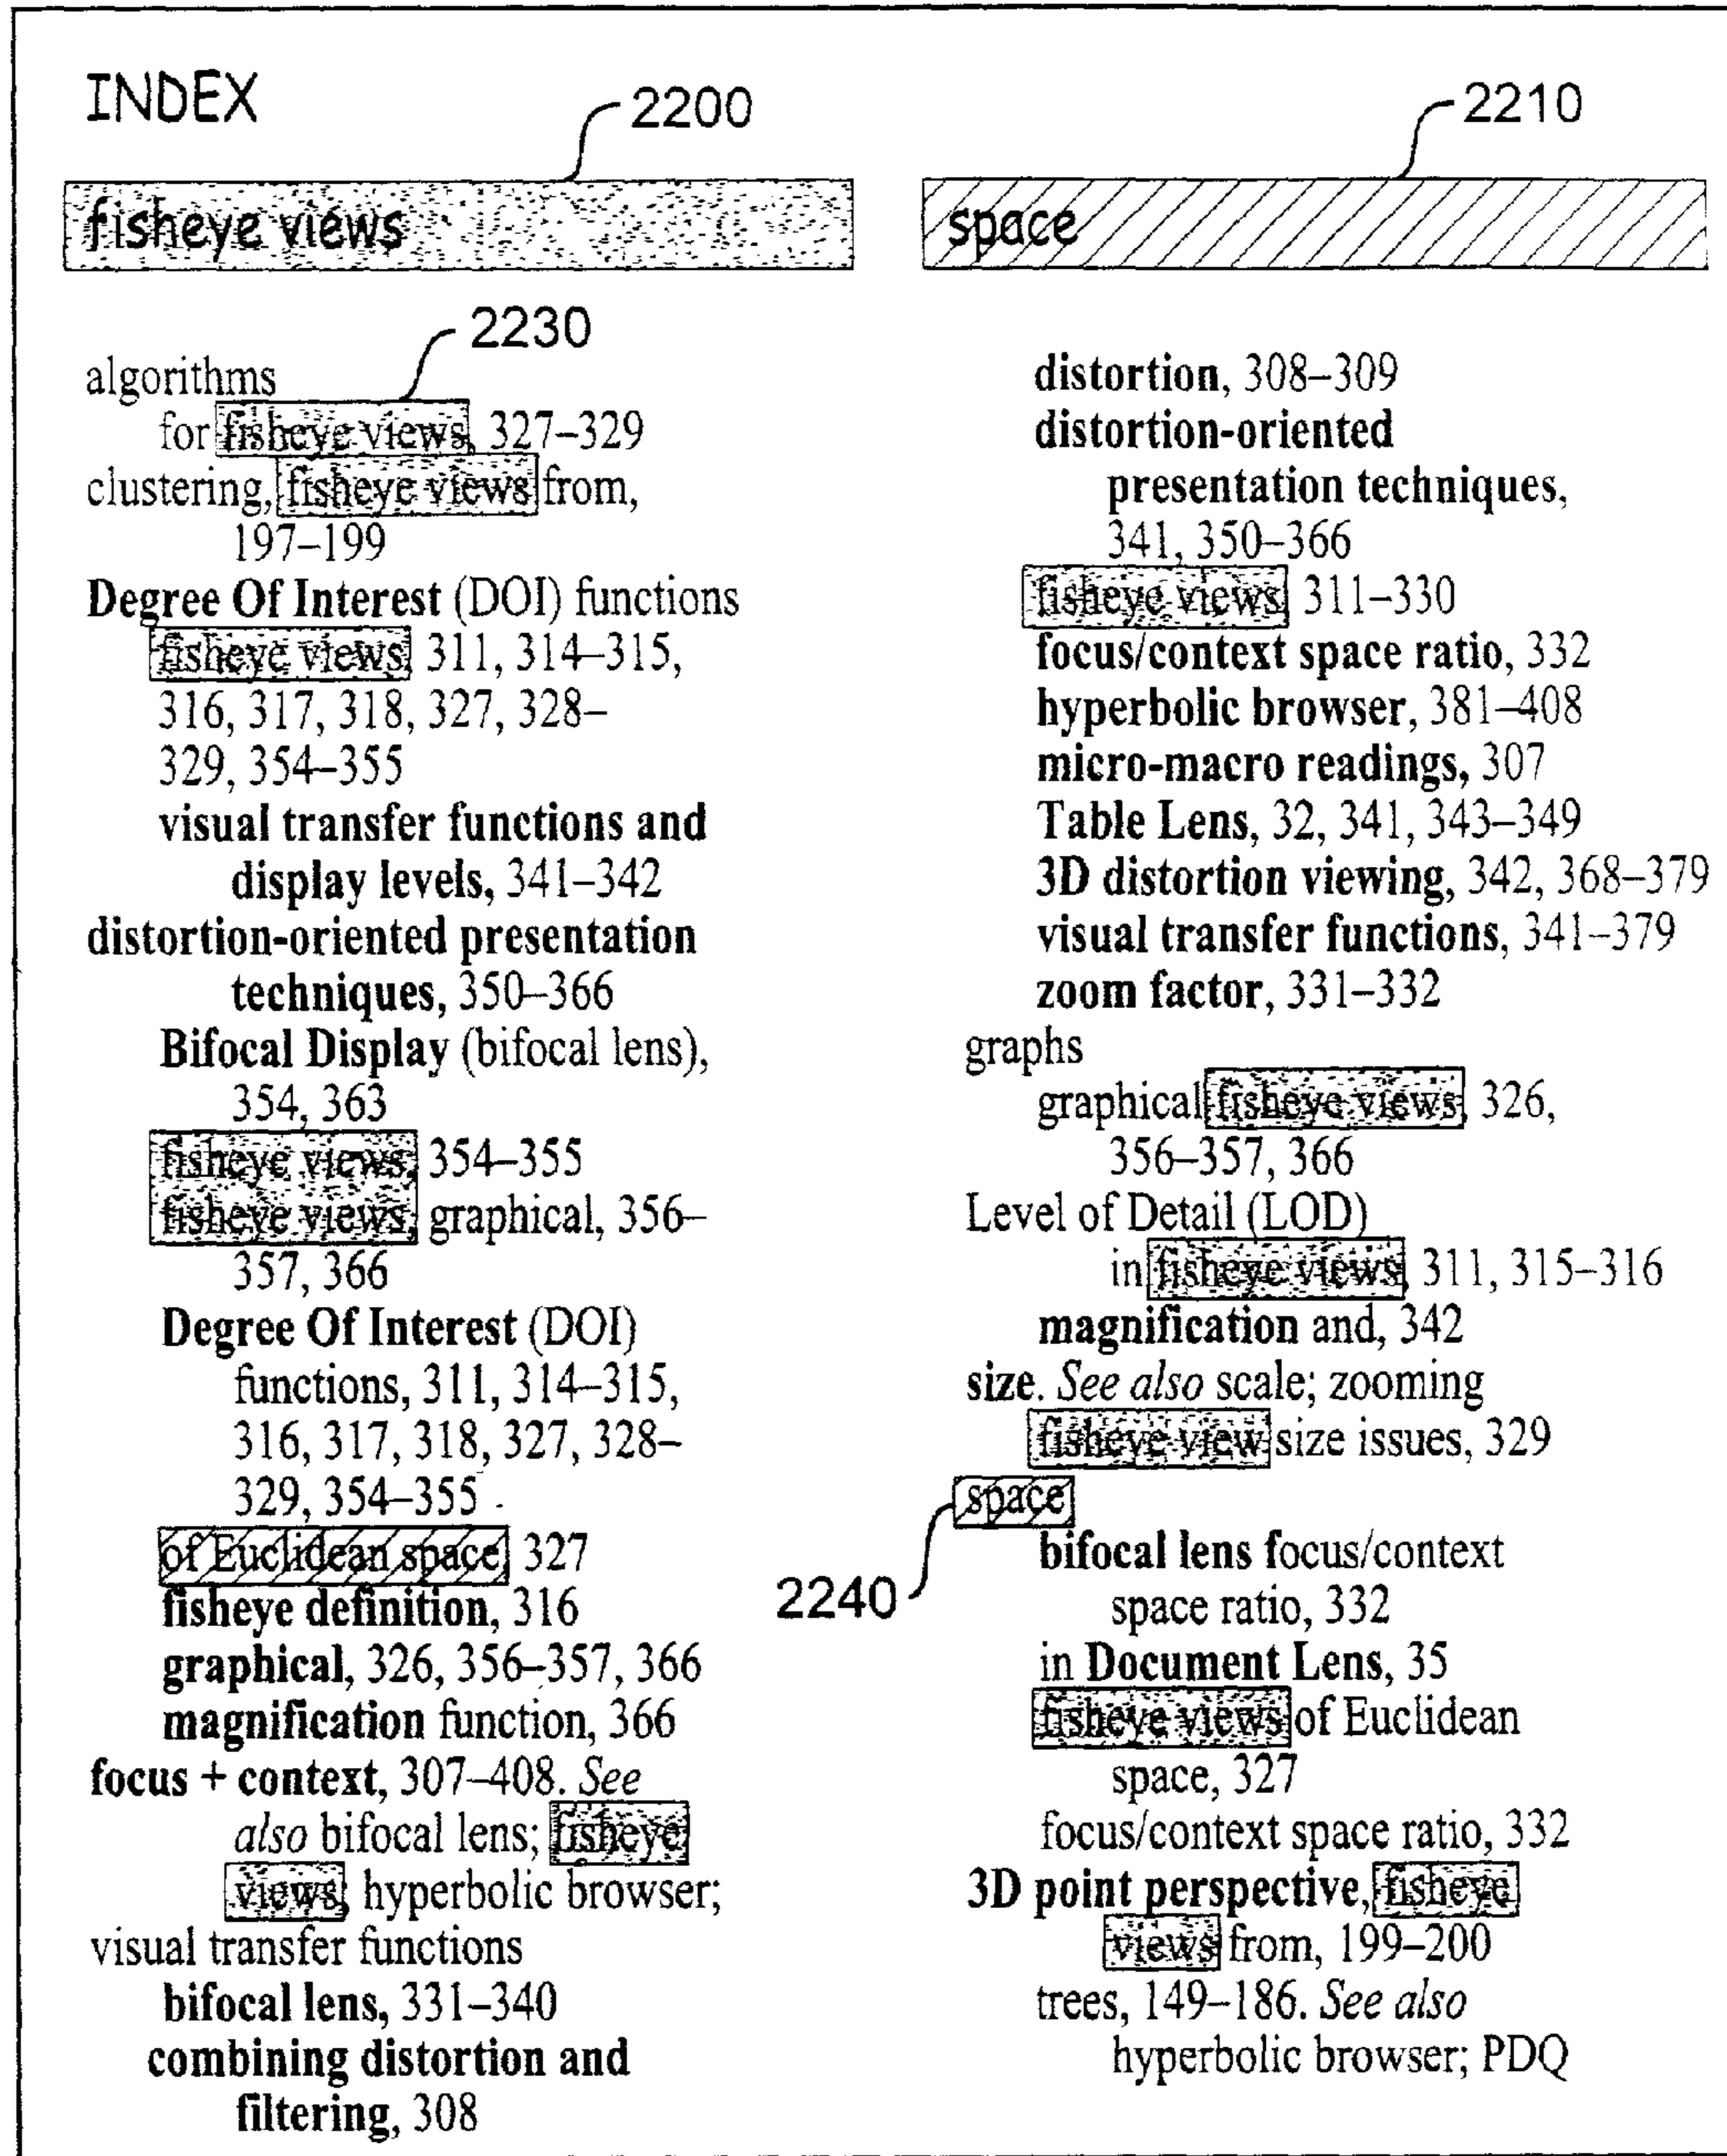 INDEX
2200
2210
fisheye views
space
2230
algorithms
for fisheye views, 327–329
clustering, fisheye views from,
197–199
Degree Of Interest (DOI) functions
fisheye views, 311, 314–315,
316, 317, 318, 327, 328–
329, 354–355
visual transfer functions and
display levels, 341–342
distortion-oriented presentation
techniques, 350–366
Bifocal Display (bifocal lens),
354, 363
fisheye views, 354–355
fisheye views, graphical, 356–
357, 366
Degree Of Interest (DOI)
functions, 311, 314–315,
316, 317, 318, 327, 328–
329, 354–355
of Euclidean space, 327
fisheye definition, 316
graphical, 326, 356–357, 366
magnification function, 366
focus + context, 307–408. See
also bifocal lens; fisheye
views, hyperbolic browser;
visual transfer functions
bifocal lens, 331–340
combining distortion and
filtering, 308
distortion, 308–309
distortion-oriented
presentation techniques,
341, 350–366
fisheye views, 311–330
focus/context space ratio, 332
hyperbolic browser, 381–408
micro-macro readings, 307
Table Lens, 32, 341, 343–349
3D distortion viewing, 342, 368–379
visual transfer functions, 341–379
zoom factor, 331–332
graphs
graphical fisheye views, 326,
356–357, 366
Level of Detail (LOD)
in fisheye views, 311, 315–316
magnification and, 342
size. See also scale; zooming
fisheye view size issues, 329
space
2240
bifocal lens focus/context
space ratio, 332
in Document Lens, 35
fisheye views of Euclidean
space, 327
focus/context space ratio, 332
3D point perspective, fisheye
views from, 199–200
trees, 149–186. See also
hyperbolic browser; PDQ